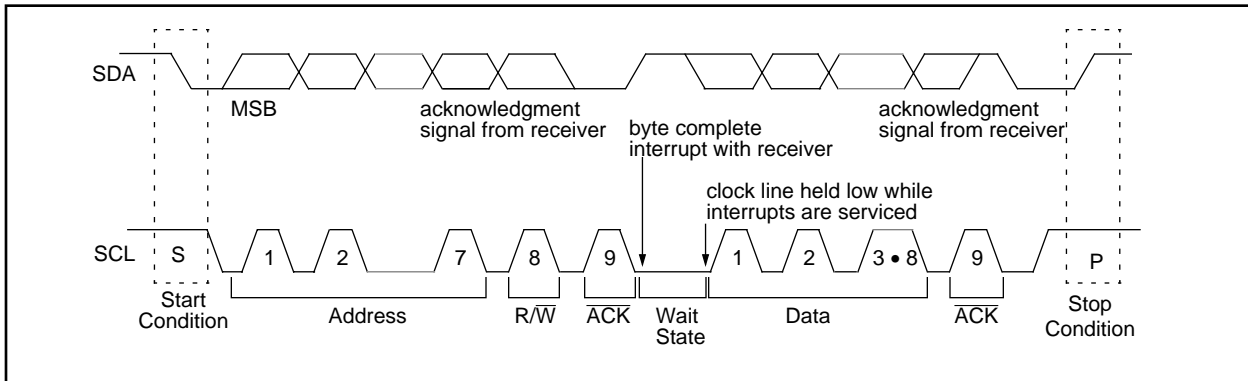 SDA
MSB
acknowledgment
signal from receiver
byte complete
interrupt with receiver
acknowledgment
signal from receiver
clock line held low while
interrupts are serviced
SCL
S
1
2
7
8
9
1
2
3 • 8
9
P
Start
Condition
Address
R/W̅
A̅C̅K̅
Wait
State
Data
A̅C̅K̅
Stop
Condition